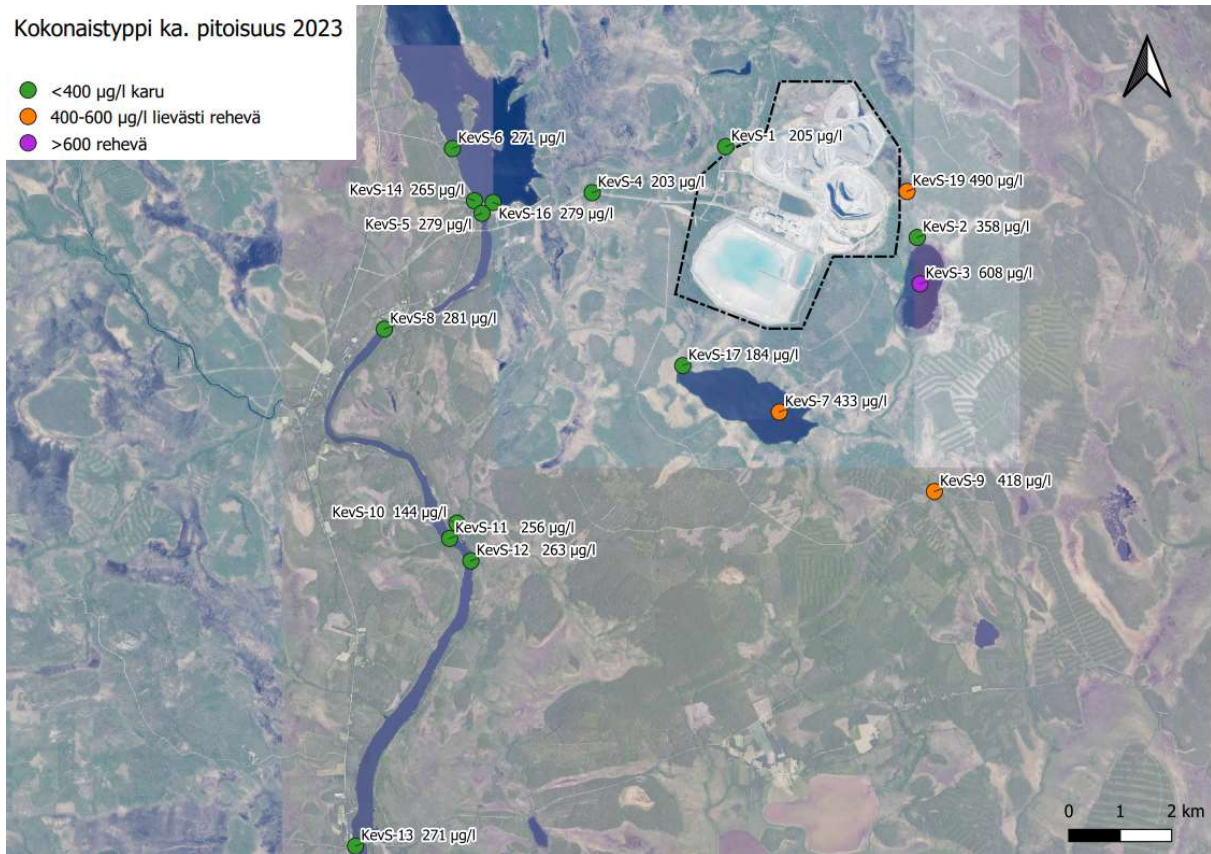 Kokonaistyppi ka. pitoisuus 2023
<400 µg/l karu
400-600 µg/l lievästi rehevä
>600 rehevä
KevS-6 271 µg/l
KevS-1 205 µg/l
KevS-14 265 µg/l
KevS-4 203 µg/l
KevS-19 490 µg/l
KevS-16 279 µg/l
KevS-5 279 µg/l
KevS-2 358 µg/l
KevS-3 608 µg/l
KevS-8 281 µg/l
KevS-17 184 µg/l
KevS-7 433 µg/l
KevS-9 418 µg/l
KevS-10 144 µg/l
KevS-11 256 µg/l
KevS-12 263 µg/l
KevS-13 271 µg/l
0 1 2 km